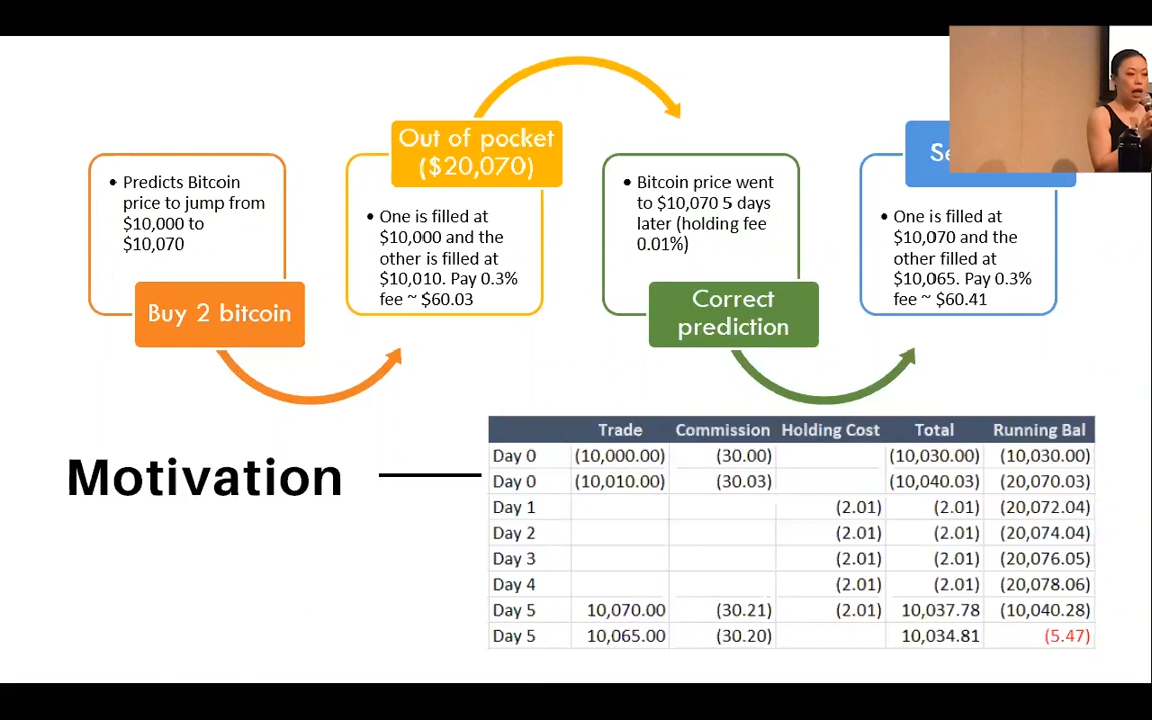 • Predicts Bitcoin
price to jump from
$10,000 to
$10,070
Buy 2 bitcoin
Out of pocket
($20,070)
• One is filled at
$10,000 and the
other is filled at
$10,010. Pay 0.3%
fee ~ $60.03
• Bitcoin price went
to $10,070 5 days
later (holding fee
0.01%)
Correct
prediction
• One is filled at
$10,070 and the
other filled at
$10,065. Pay 0.3%
fee ~ $60.41
Motivation
Trade Commission Holding Cost Total Running Bal
Day 0 (10,000.00) (30.00) (10,030.00) (10,030.00)
Day 0 (10,010.00) (30.03) (10,040.03) (20,070.03)
Day 1 (2.01) (2.01) (20,072.04)
Day 2 (2.01) (2.01) (20,074.04)
Day 3 (2.01) (2.01) (20,076.05)
Day 4 (2.01) (2.01) (20,078.06)
Day 5 10,070.00 (30.21) (2.01) 10,037.78 (10,040.28)
Day 5 10,065.00 (30.20) 10,034.81 (5.47)